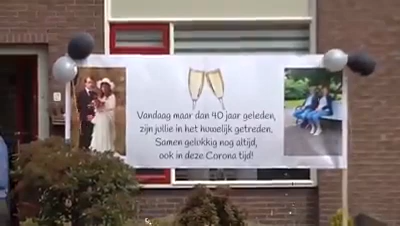 Vandaag maar dan 40 jaar geleden,
zijn jullie in het huwelijk getreden.
Samen gelukkig nog altijd,
ook in deze Corona tijd!